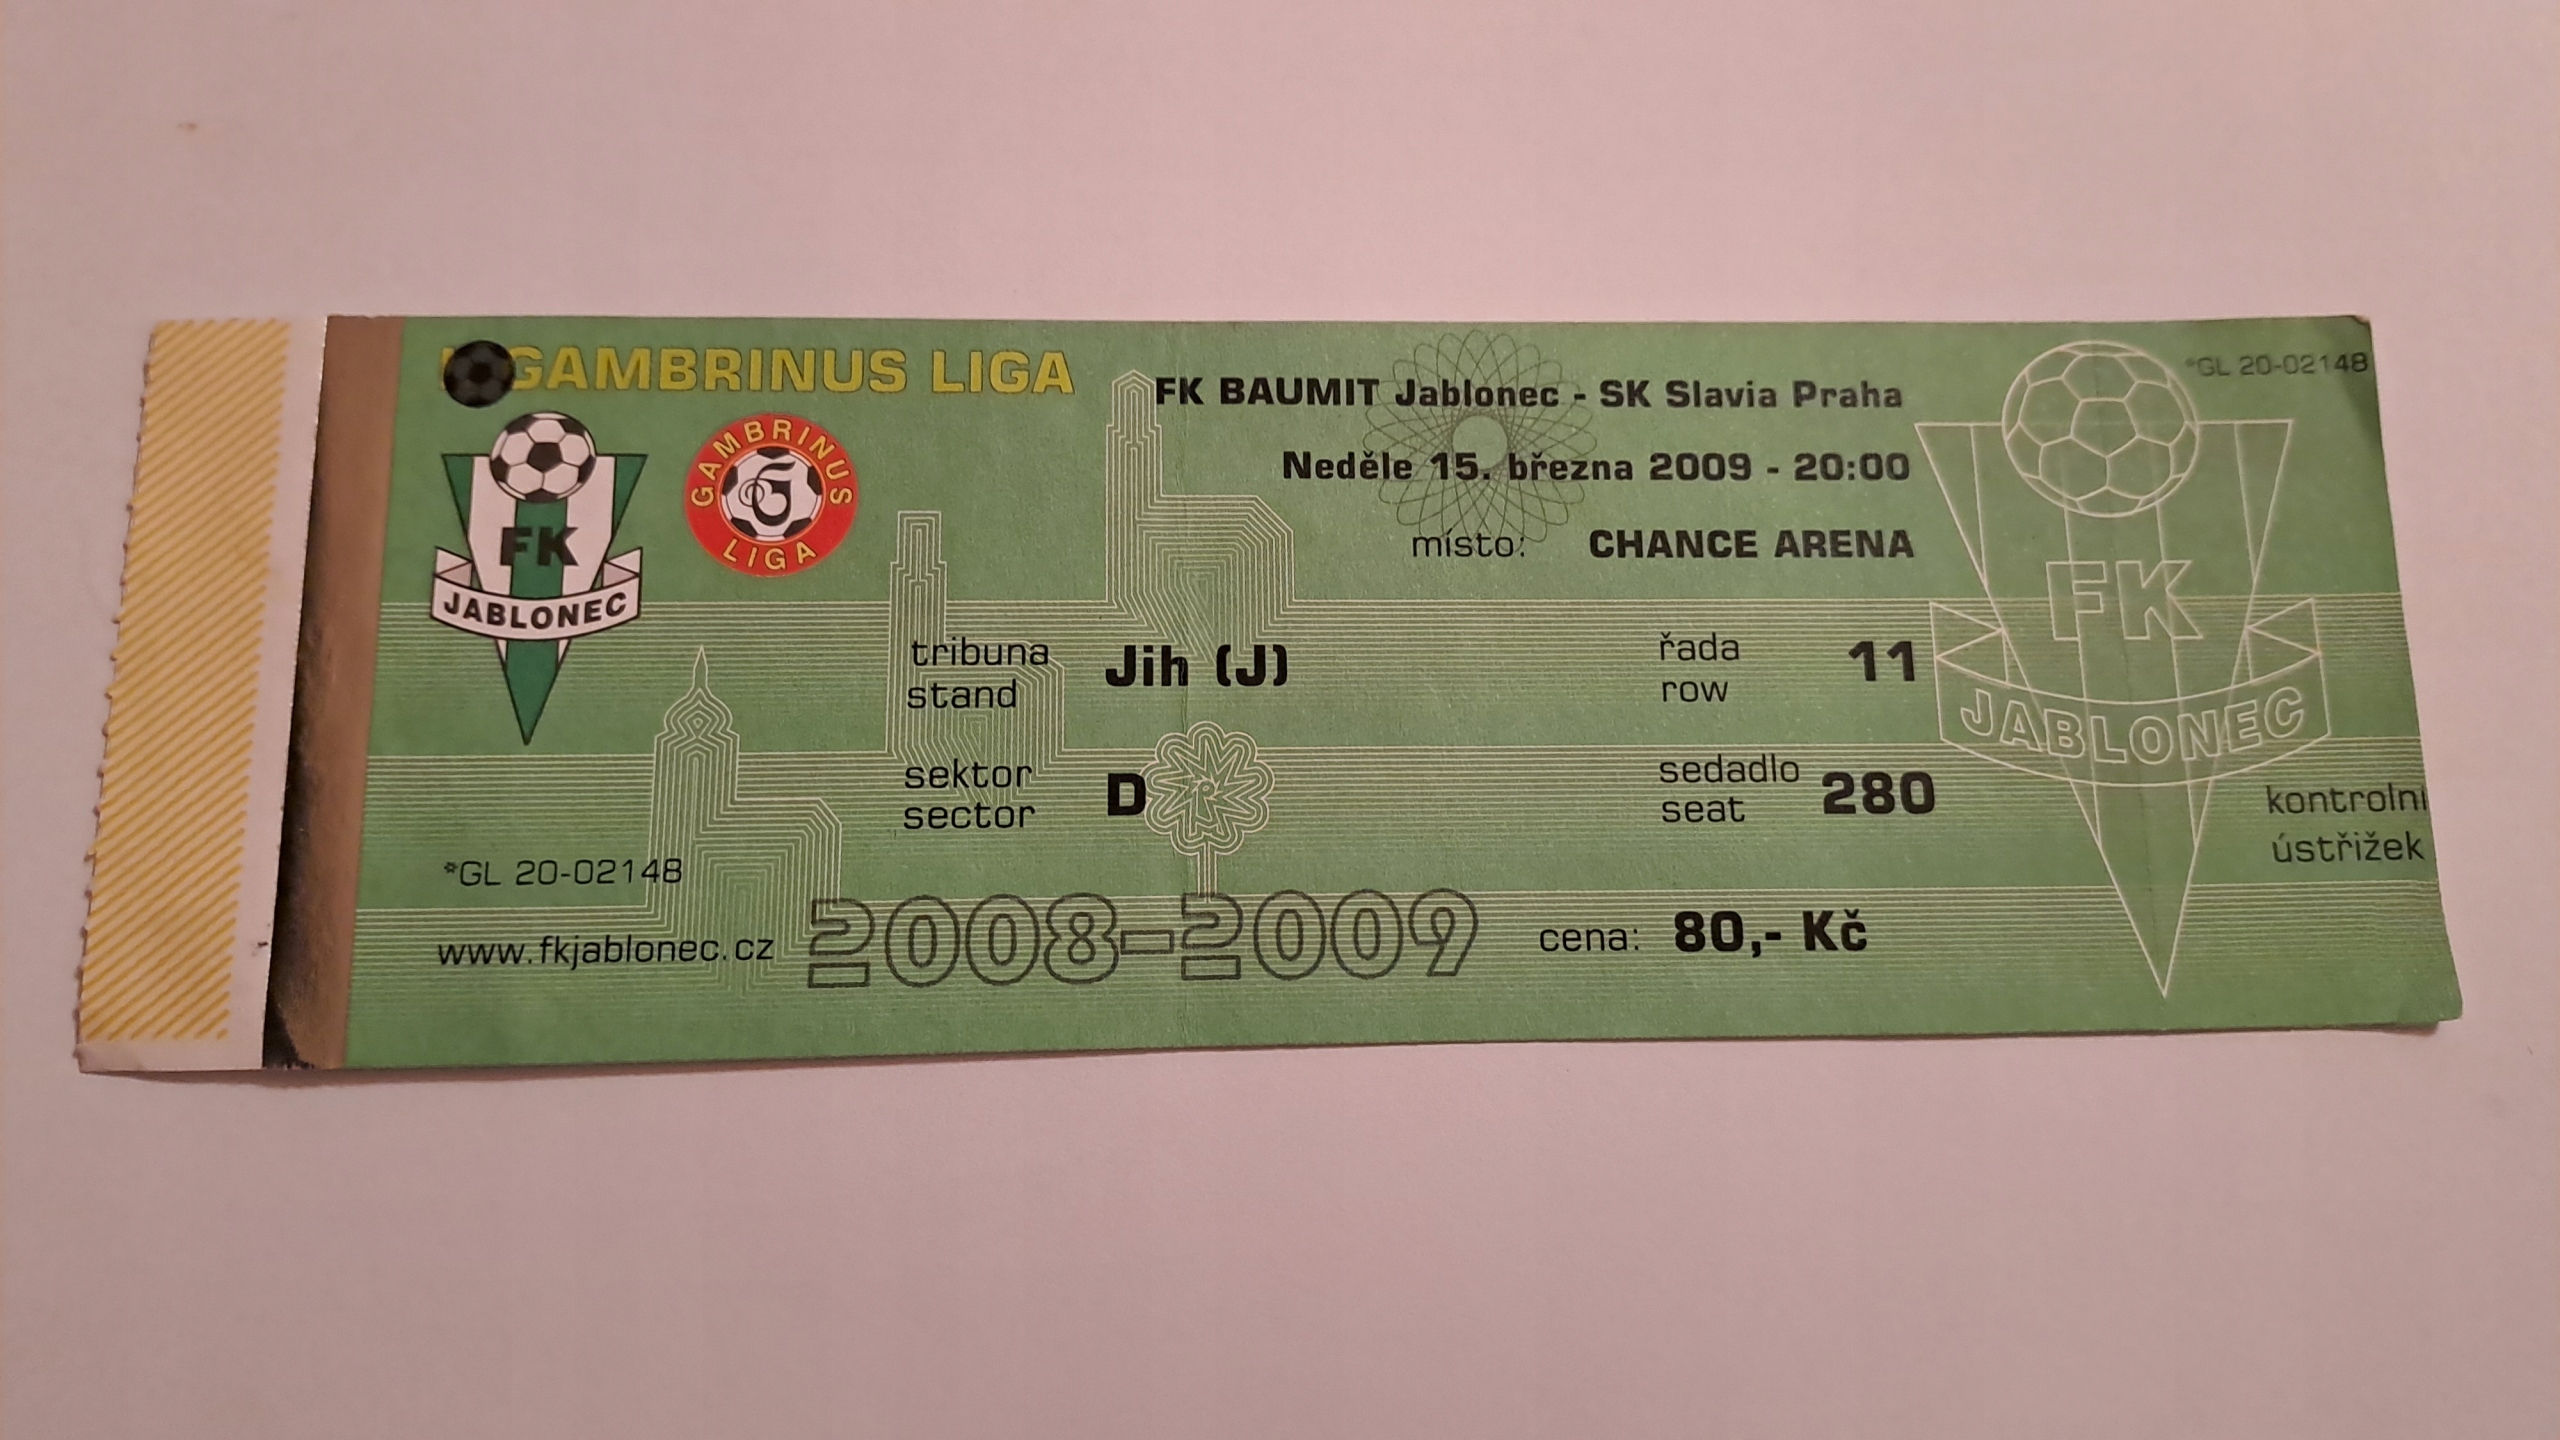 GAMBRINUS LIGA
FK BAUMIT Jablonec - SK Slavia Praha
*GL 20-02148
Neděle 15. března 2009 - 20:00
místo: CHANCE ARENA
GAMBRINUS
LIGA
FK
JABLONEC
FK
JABLONEC
tribuna
stand
Jih (J)
řada
row
11
sektor
sector
D
sedadlo
seat
280
kontrolní
ústřižek
*GL 20-02148
www.fkjablonec.cz
2008-2009
cena: 80,- Kč